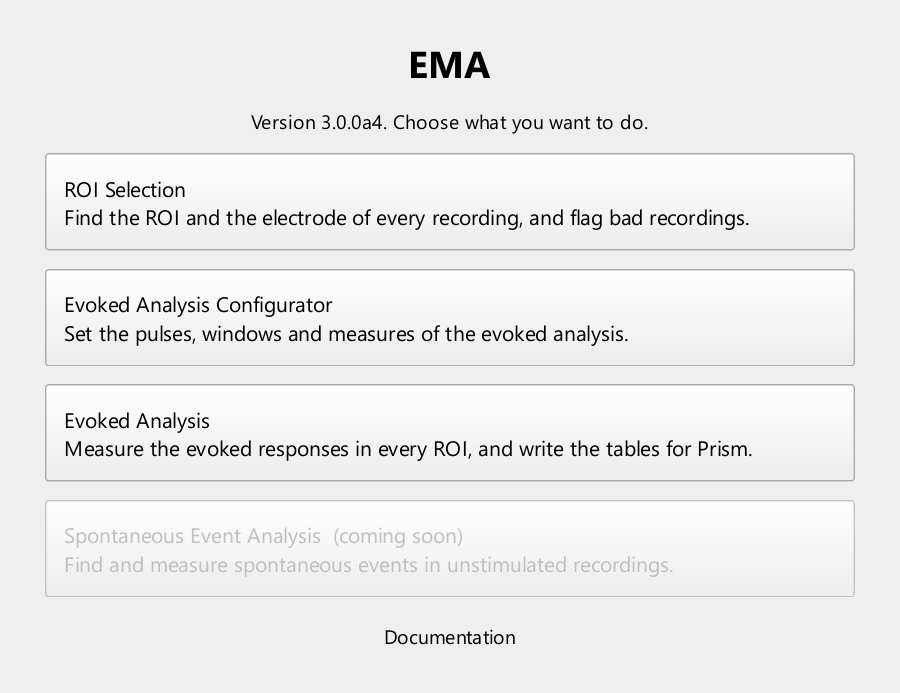 EMA
Version 3.0.0a4. Choose what you want to do.
ROI Selection
Find the ROI and the electrode of every recording, and flag bad recordings.
Evoked Analysis Configurator
Set the pulses, windows and measures of the evoked analysis.
Evoked Analysis
Measure the evoked responses in every ROI, and write the tables for Prism.
Spontaneous Event Analysis  (coming soon)
Find and measure spontaneous events in unstimulated recordings.
Documentation